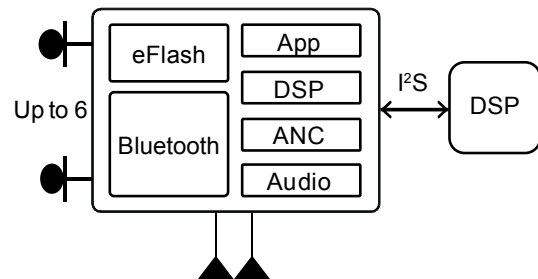 eFlash
App
DSP
Up to 6
Bluetooth
ANC
Audio
I²S
DSP